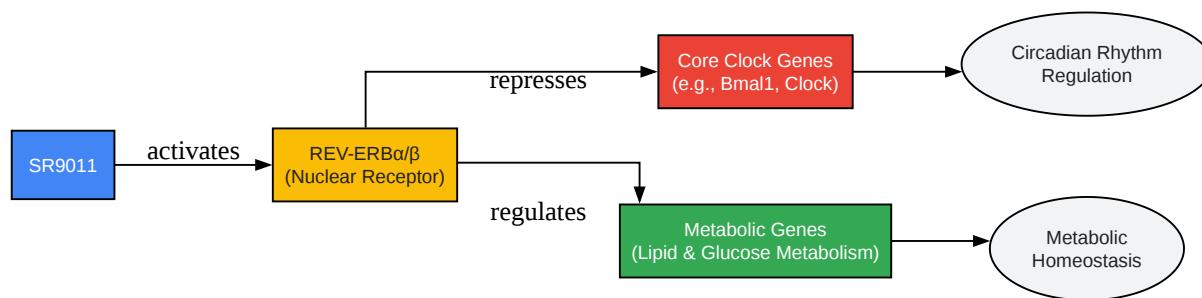 SR9011
activates
REV-ERBα/β
(Nuclear Receptor)
represses
Core Clock Genes
(e.g., Bmal1, Clock)
Circadian Rhythm
Regulation
regulates
Metabolic Genes
(Lipid & Glucose Metabolism)
Metabolic
Homeostasis